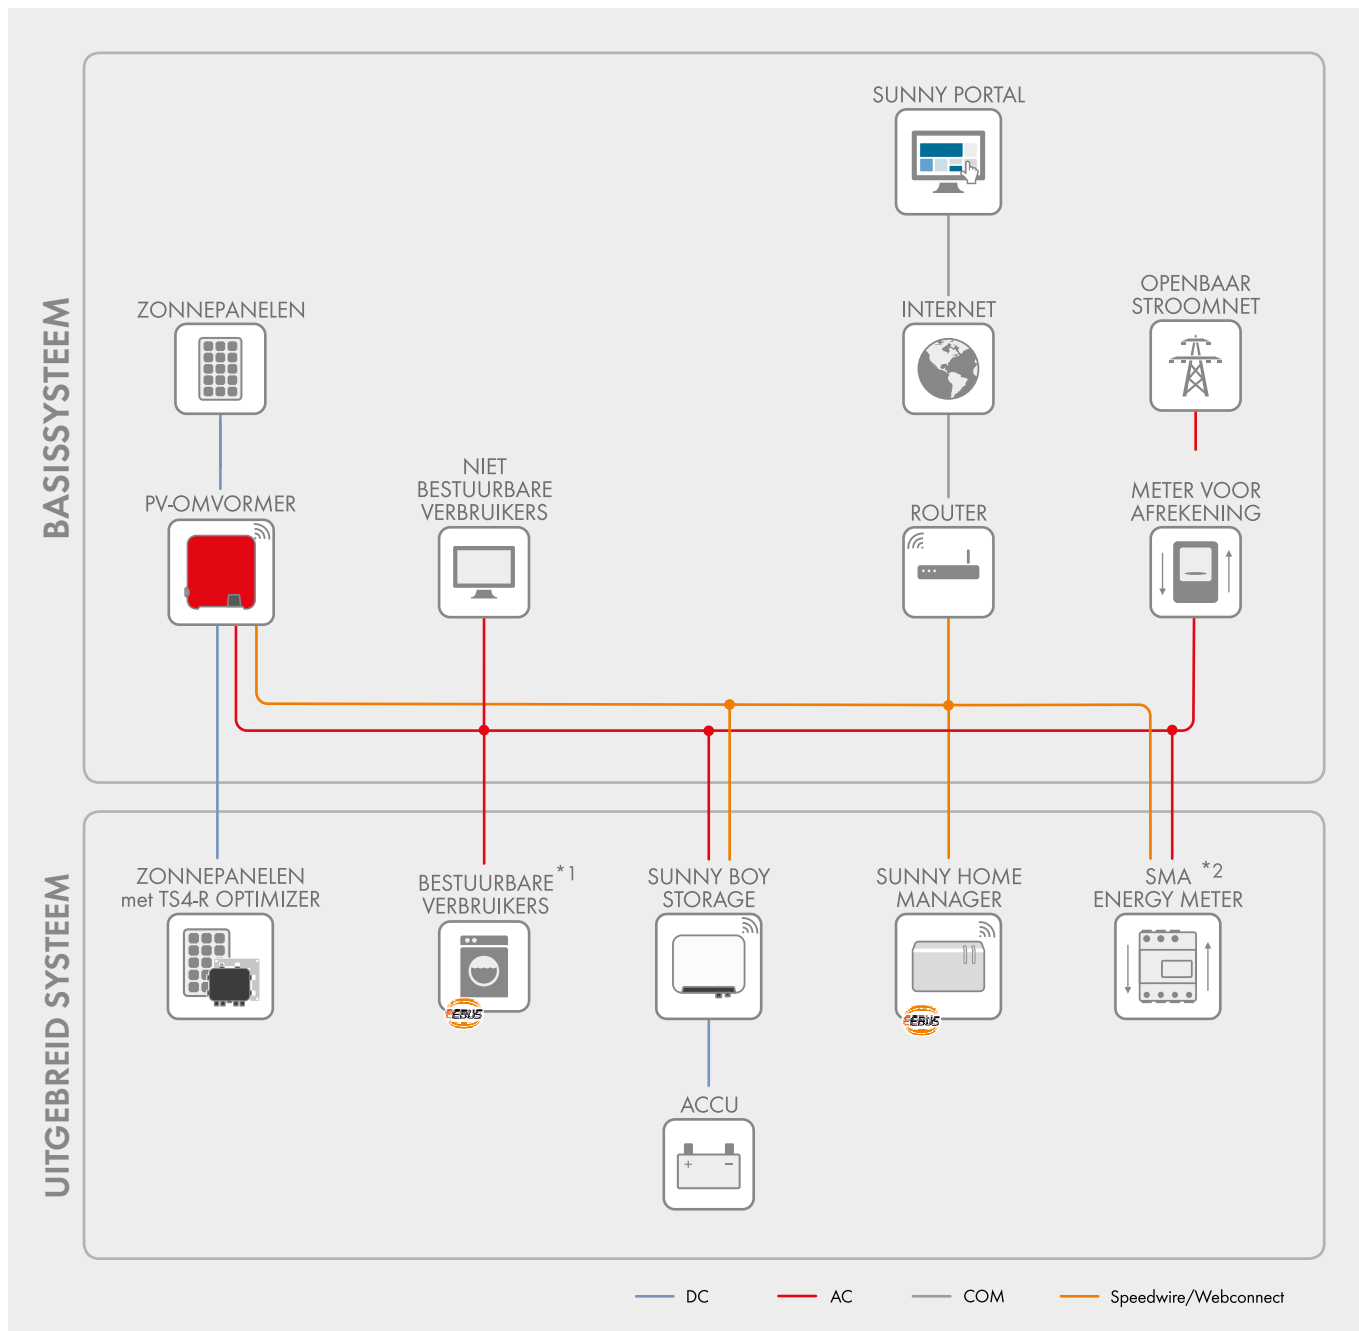 BASISSYSTEEM
SUNNY PORTAL
ZONNEPANELEN
INTERNET
OPENBAAR
STROOMNET
PV-OMVORMER
NIET
BESTUURBARE
VERBRUIKERS
ROUTER
METER VOOR
AFREKENING
UITGEBREID SYSTEEM
ZONNEPANELEN
met TS4-R OPTIMIZER
BESTUURBARE *1
VERBRUIKERS
EEBUS
SUNNY BOY
STORAGE
SUNNY HOME
MANAGER
EEBUS
SMA *2
ENERGY METER
ACCU
+ −
DC
AC
COM
Speedwire/Webconnect